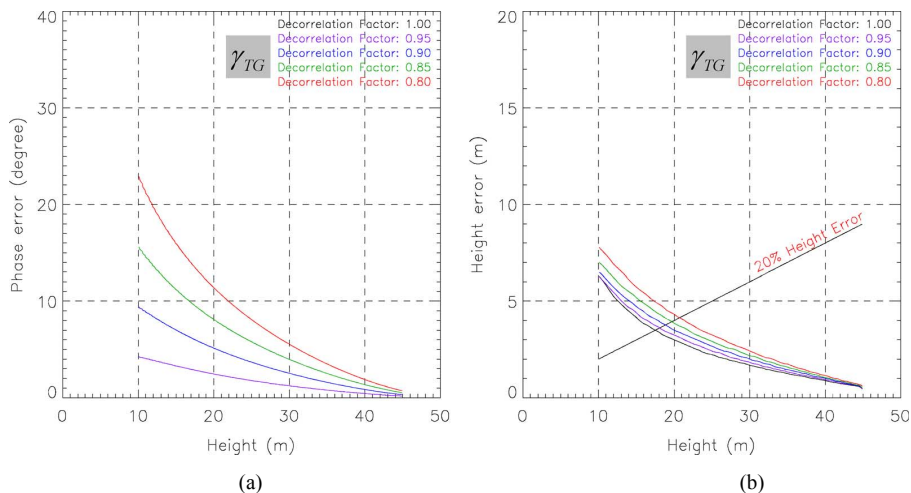 Decorrelation Factor: 1.00
Decorrelation Factor: 0.95
Decorrelation Factor: 0.90
Decorrelation Factor: 0.85
Decorrelation Factor: 0.80
γTG
40
30
20
10
0
Phase error (degree)
0 10 20 30 40 50
Height (m)
(a)
Decorrelation Factor: 1.00
Decorrelation Factor: 0.95
Decorrelation Factor: 0.90
Decorrelation Factor: 0.85
Decorrelation Factor: 0.80
γTG
20
15
10
5
0
Height error (m)
20% Height Error
0 10 20 30 40 50
Height (m)
(b)